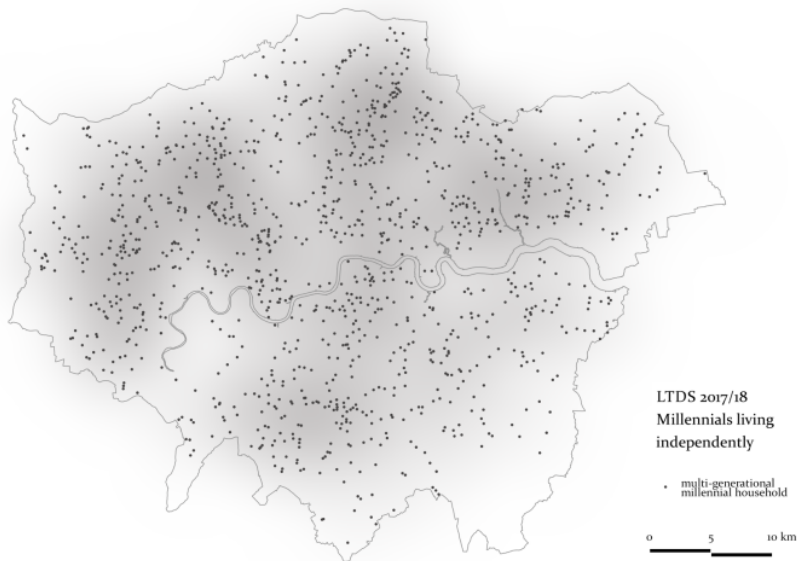 LTDS 2017/18
Millennials living
independently
multi-generational
millennial household
0 5 10 km